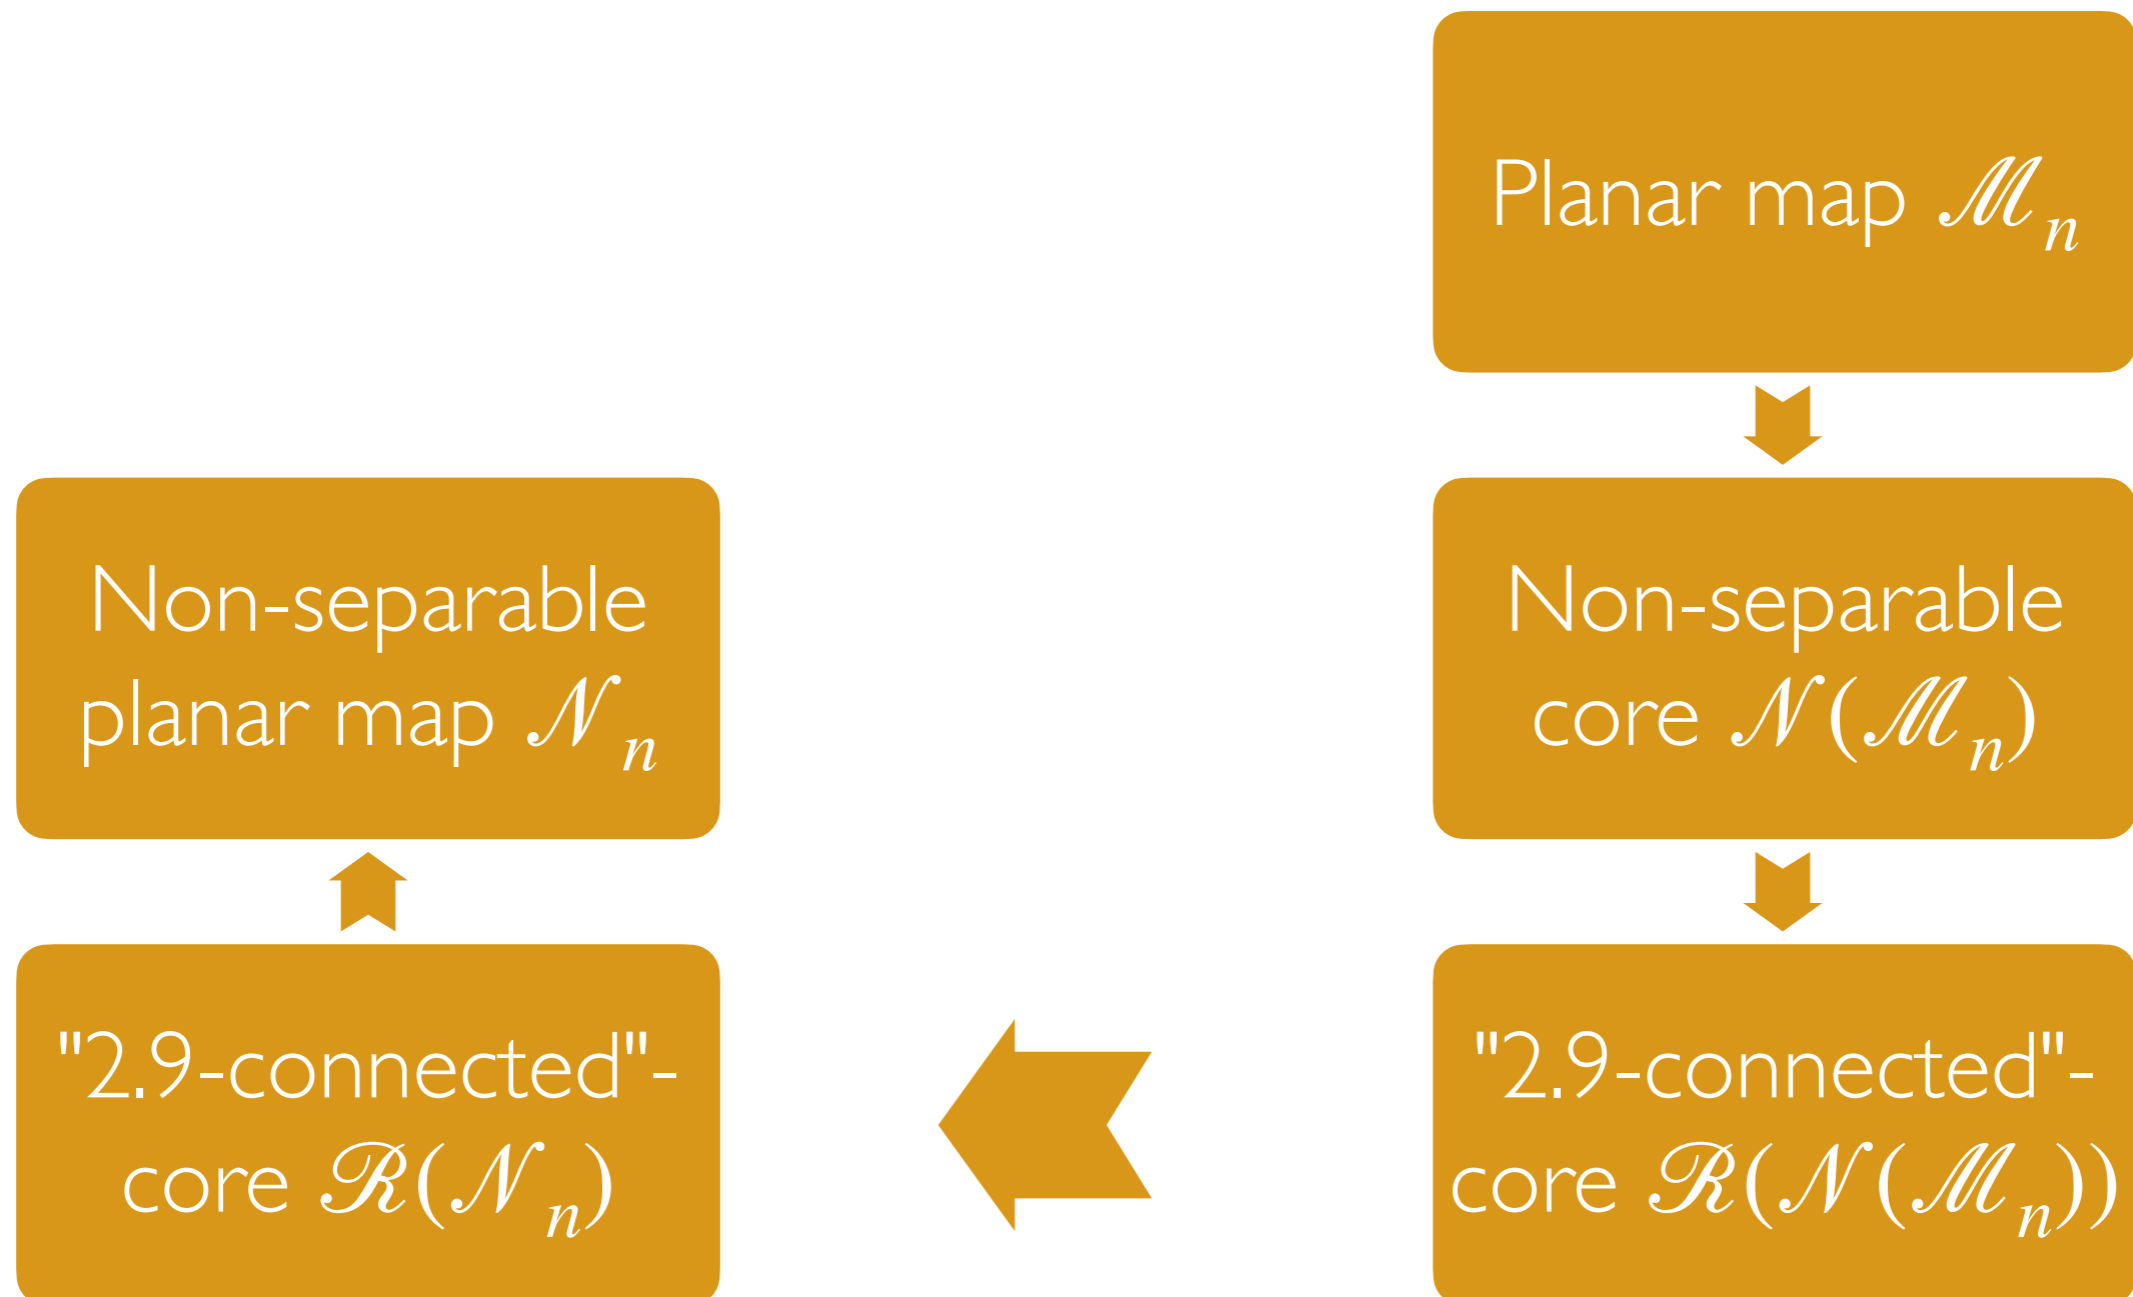 Planar map ℳₙ
Non-separable
planar map 𝒩ₙ
Non-separable
core 𝒩(ℳₙ)
"2.9-connected"-
core ℛ(𝒩ₙ)
"2.9-connected"-
core ℛ(𝒩(ℳₙ))